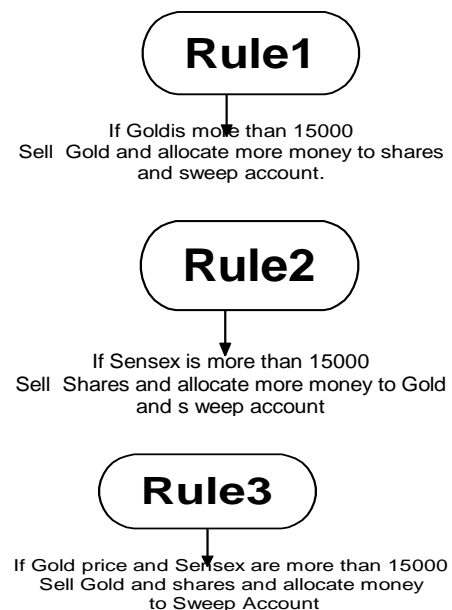 Rule1
If Goldis more than 15000
Sell Gold and allocate more money to shares
and sweep account.
Rule2
If Sensex is more than 15000
Sell Shares and allocate more money to Gold
and s weep account
Rule3
If Gold price and Sensex are more than 15000
Sell Gold and shares and allocate money
to Sweep Account